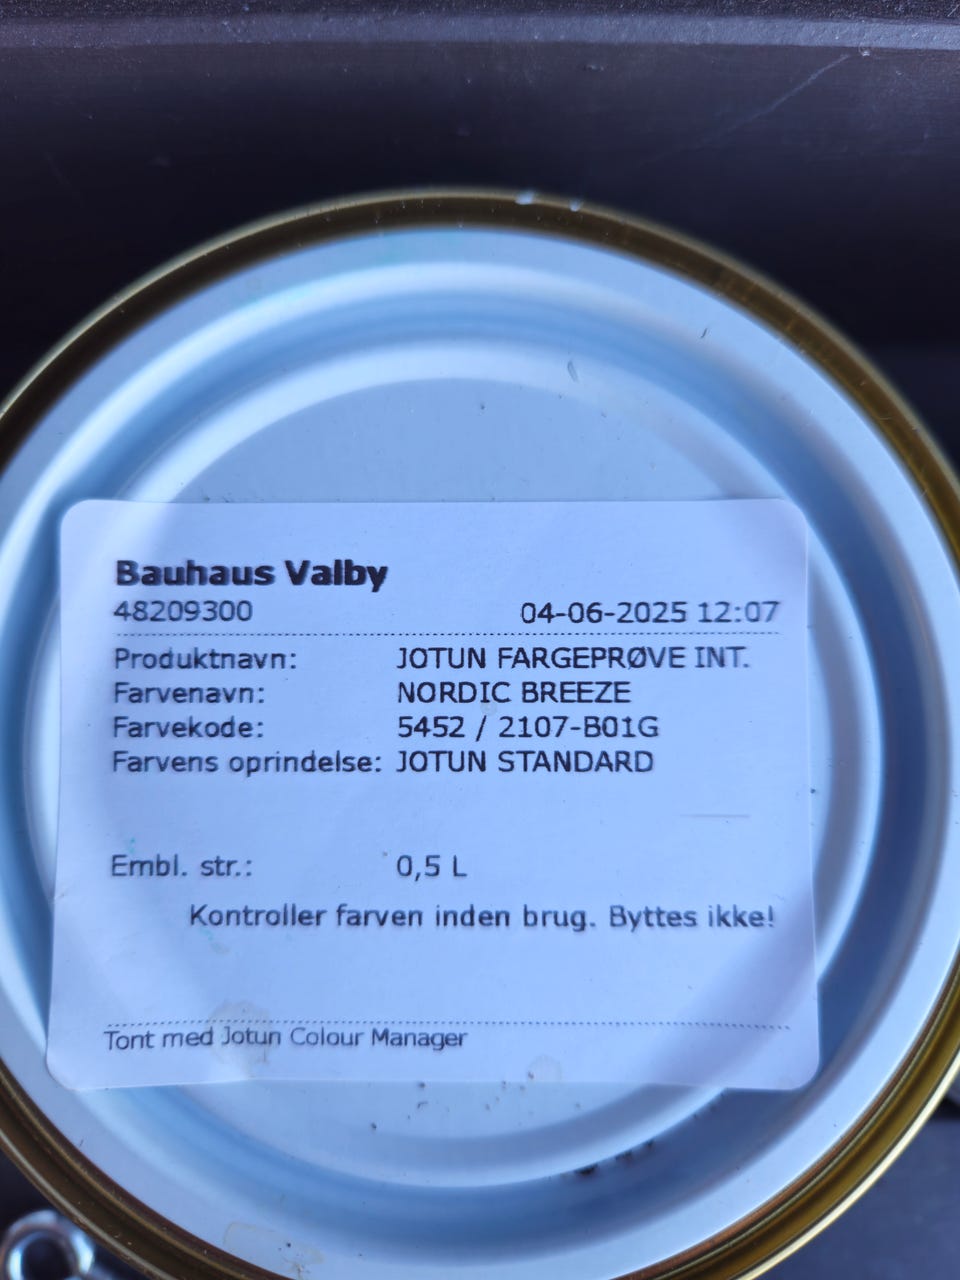 Bauhaus Valby
48209300 04-06-2025 12:07
Produktnavn: JOTUN FARGEPRØVE INT.
Farvenavn: NORDIC BREEZE
Farvekode: 5452 / 2107-B01G
Farvens oprindelse: JOTUN STANDARD
Embl. str.: 0,5 L
Kontroller farven inden brug. Byttes ikke!
Tont med Jotun Colour Manager